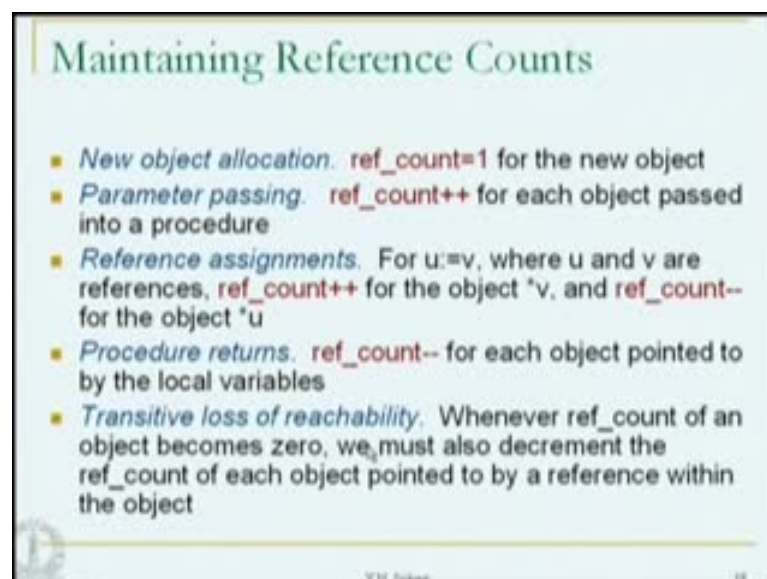 Maintaining Reference Counts
New object allocation. ref_count=1 for the new object
Parameter passing. ref_count++ for each object passed
into a procedure
Reference assignments. For u:=v, where u and v are
references, ref_count++ for the object *v, and ref_count--
for the object *u
Procedure returns. ref_count-- for each object pointed to
by the local variables
Transitive loss of reachability. Whenever ref_count of an
object becomes zero, we must also decrement the
ref_count of each object pointed to by a reference within
the object